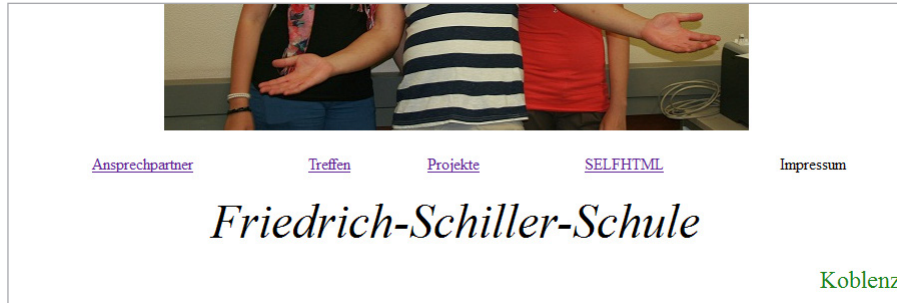 Ansprechpartner Treffen Projekte SELFHTML Impressum
Friedrich-Schiller-Schule
Koblenz